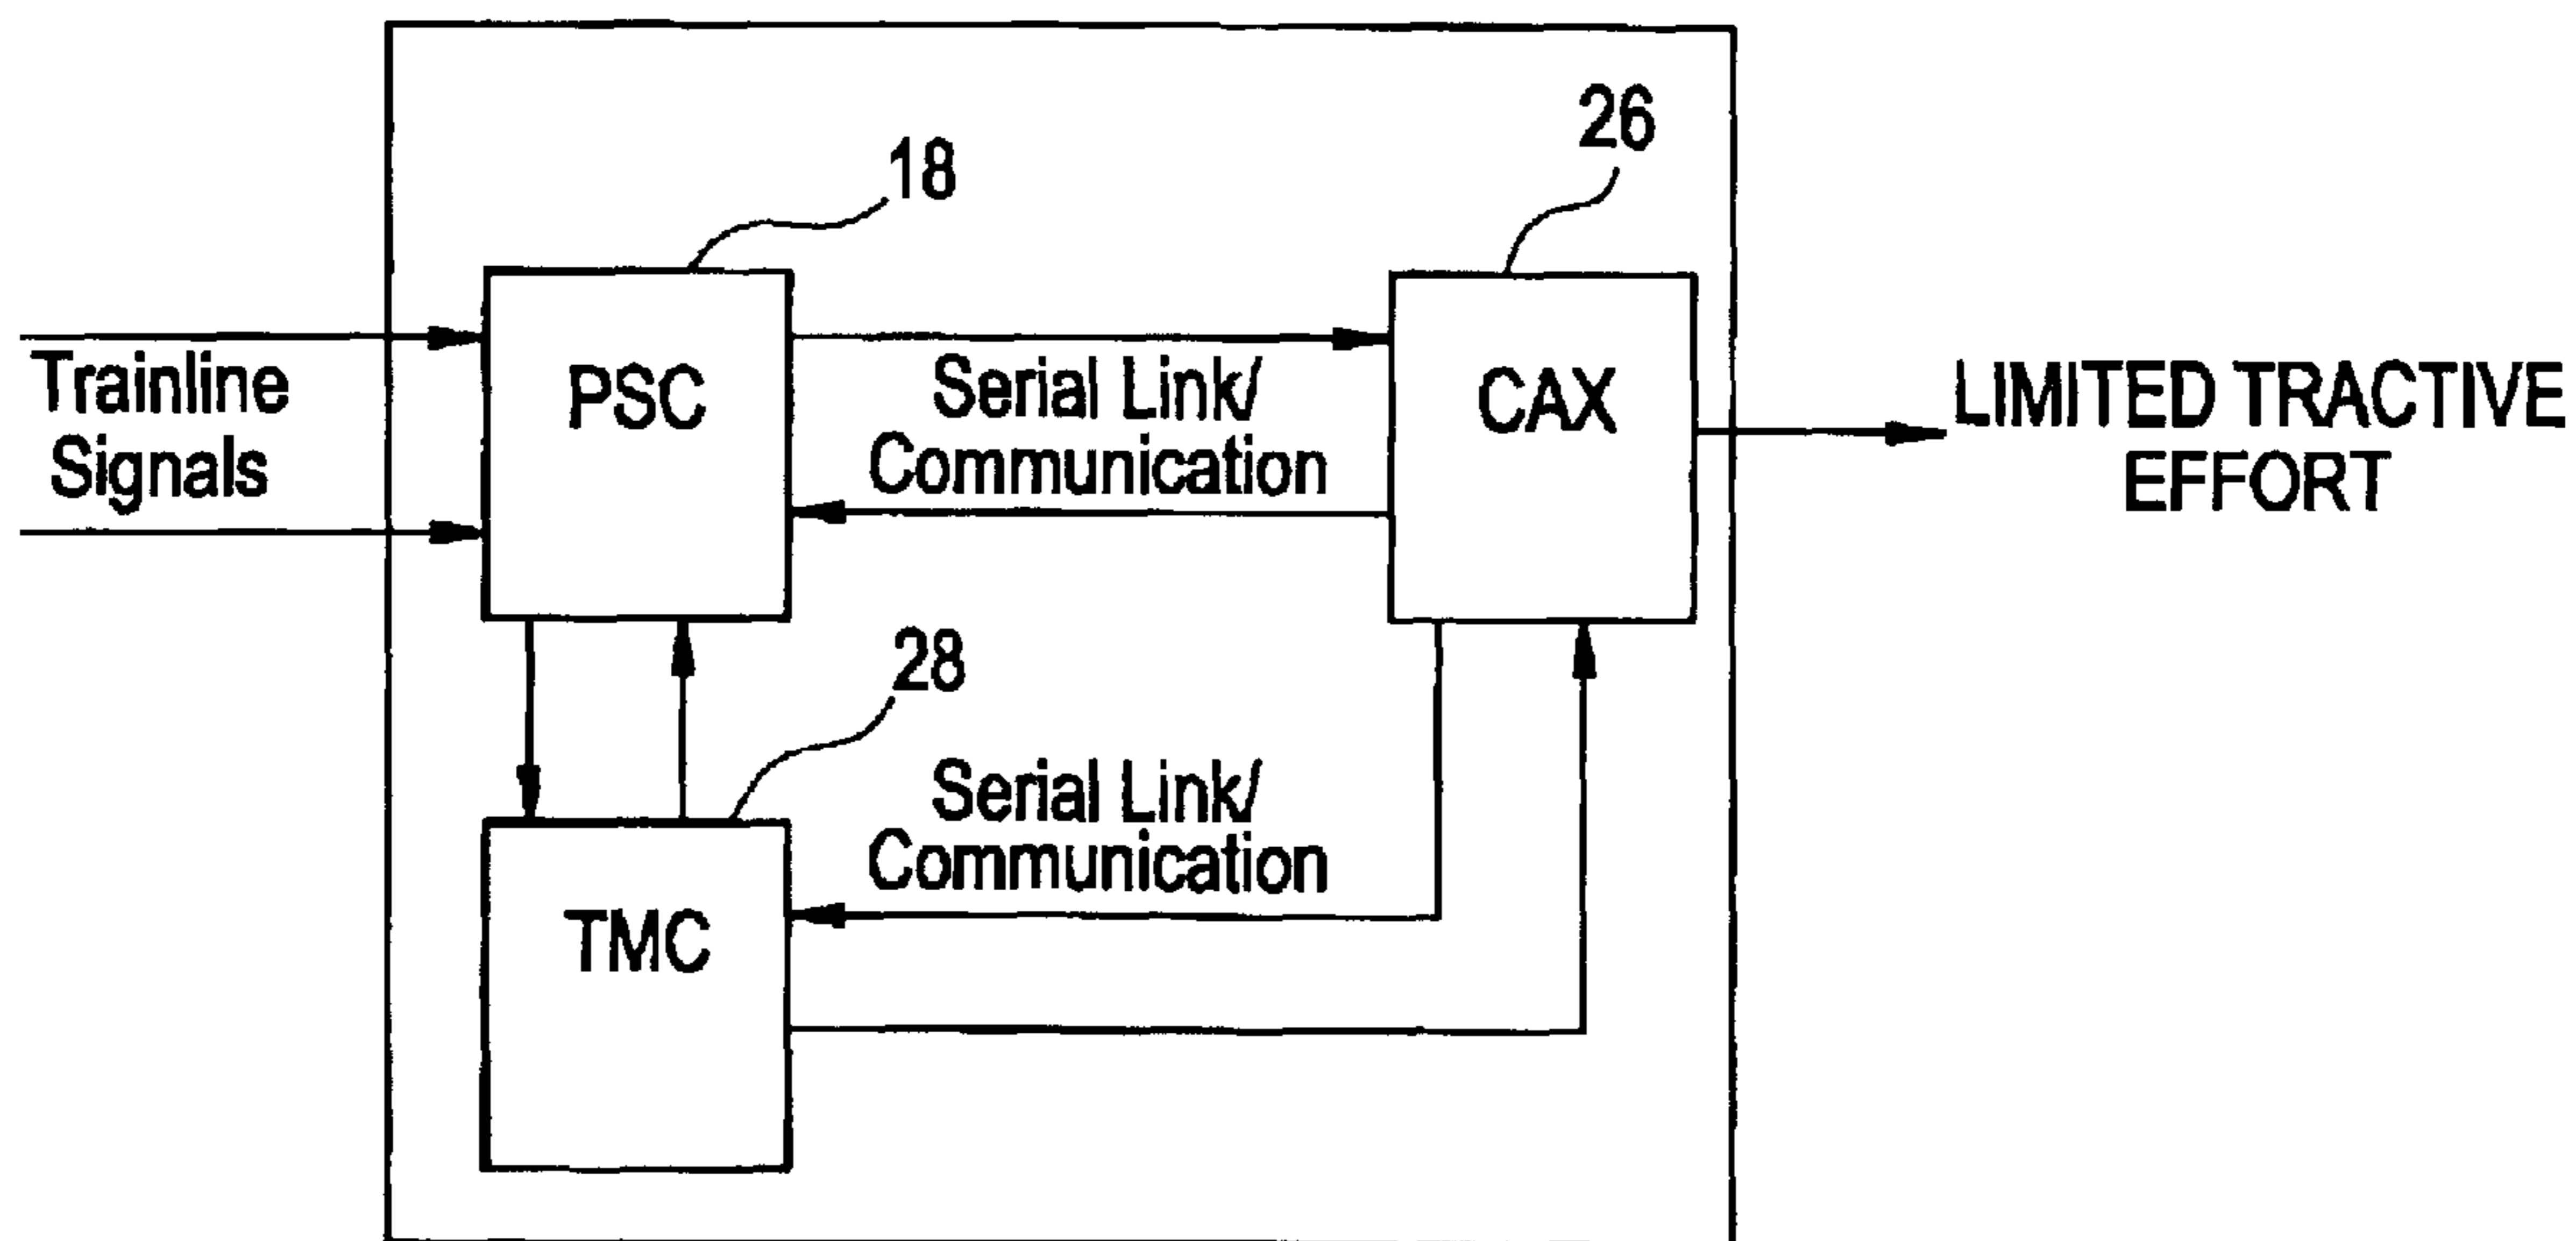 18
26
Trainline
Signals
PSC
Serial Link/
Communication
CAX
LIMITED TRACTIVE
EFFORT
28
Serial Link/
Communication
TMC